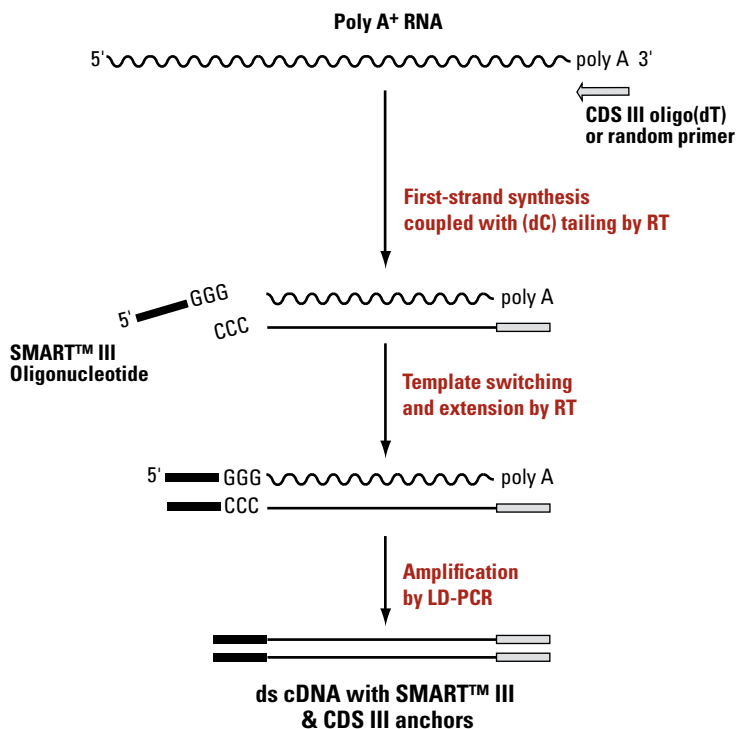 Poly A+ RNA
5' poly A 3'
CDS III oligo(dT)
or random primer
First-strand synthesis
coupled with (dC) tailing by RT
5' GGG poly A
CCC
SMART™ III
Oligonucleotide
Template switching
and extension by RT
5' GGG poly A
CCC
Amplification
by LD-PCR
ds cDNA with SMART™ III
& CDS III anchors